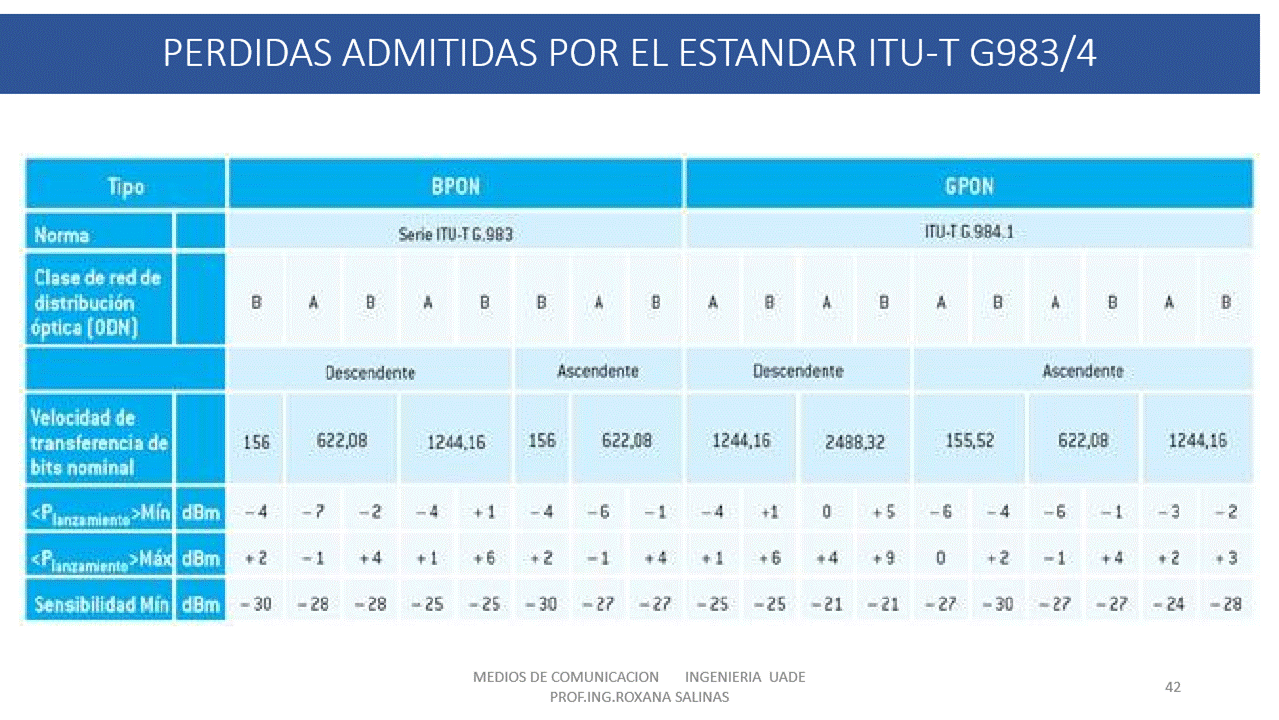 PERDIDAS ADMITIDAS POR EL ESTANDAR ITU-T G983/4
Tipo BPON GPON
Norma Serie ITU-T G.983 ITU-T G.984.1
Clase de red de
distribución
óptica (ODN)
B A B A B B A B A B A B A B A B A B
Descendente Ascendente Descendente Ascendente
Velocidad de
transferencia de
bits nominal
156 622,08 1244,16 156 622,08 1244,16 2488,32 155,52 622,08 1244,16
<Planzamiento>Mín dBm –4 –7 –2 –4 +1 –4 –6 –1 –4 +1 0 +5 –6 –4 –6 –1 –3 –2
<Planzamiento>Máx dBm +2 –1 +4 +1 +6 +2 –1 +4 +1 +6 +4 +9 0 +2 –1 +4 +2 +3
Sensibilidad Mín dBm –30 –28 –28 –25 –25 –30 –27 –27 –25 –25 –21 –21 –27 –30 –27 –27 –24 –28
MEDIOS DE COMUNICACION INGENIERIA UADE
PROF.ING.ROXANA SALINAS
42